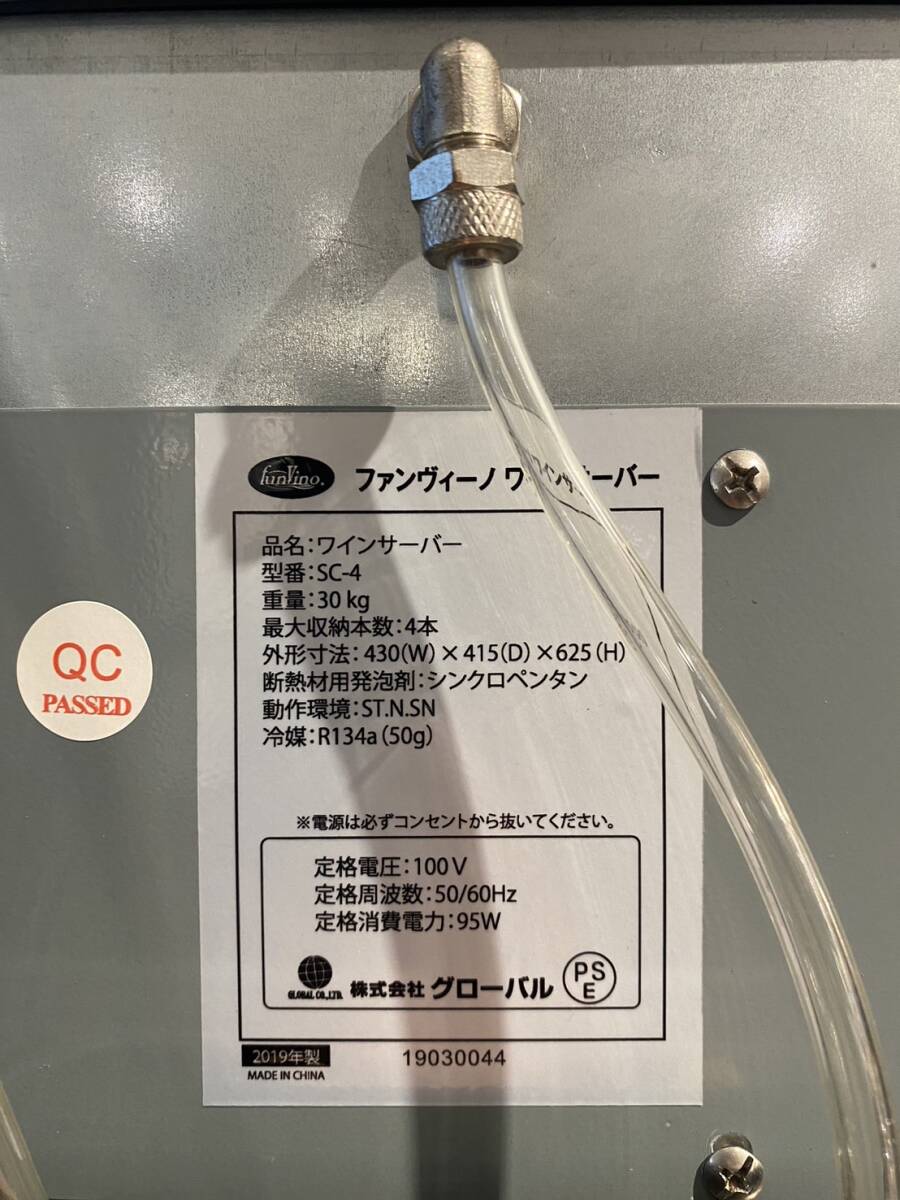 funVino.
ファンヴィーノ ワインサーバー
品名：ワインサーバー
型番：SC-4
重量：30 kg
最大収納本数：4本
外形寸法：430(W)×415(D)×625(H)
断熱材用発泡剤：シンクロペンタン
動作環境：ST.N.SN
冷媒：R134a(50g)
※電源は必ずコンセントから抜いてください。
定格電圧：100V
定格周波数：50/60Hz
定格消費電力：95W
GLOBAL CO.,LTD.
株式会社 グローバル
PS
E
2019年製
19030044
MADE IN CHINA
QC
PASSED